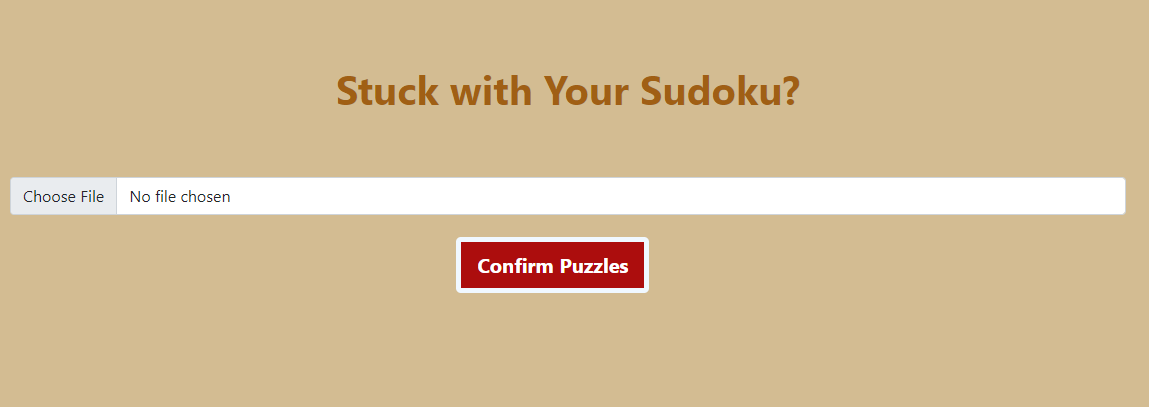 Stuck with Your Sudoku?
Choose File No file chosen
Confirm Puzzles